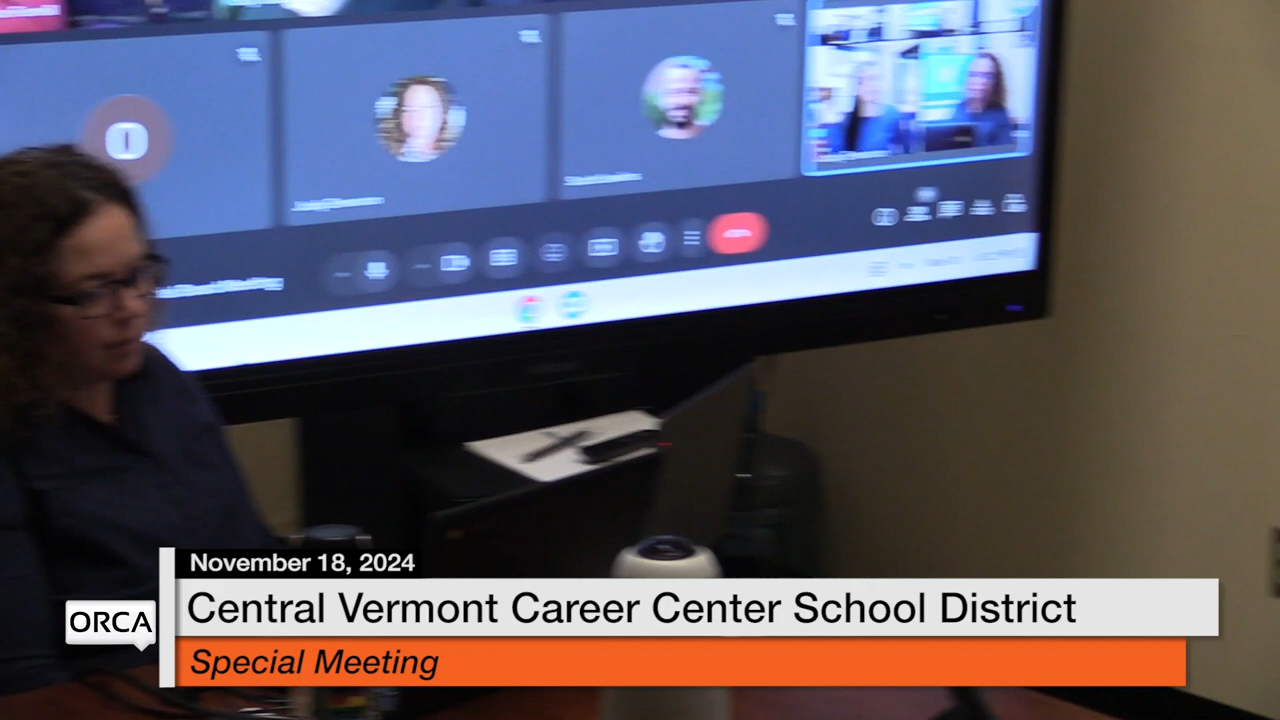 November 18, 2024
Central Vermont Career Center School District
ORCA
Special Meeting